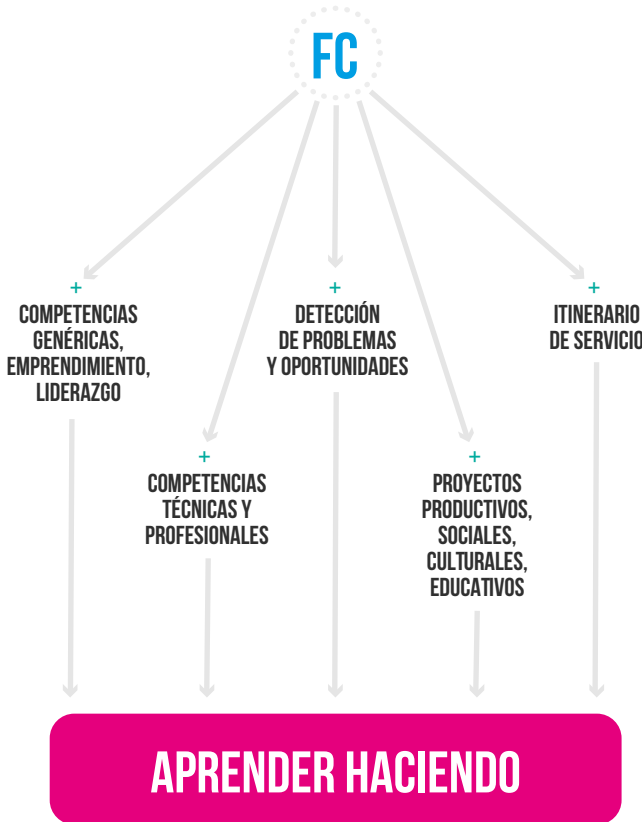 FC
+
COMPETENCIAS
GENÉRICAS,
EMPRENDIMIENTO,
LIDERAZGO
+
DETECCIÓN
DE PROBLEMAS
Y OPORTUNIDADES
+
ITINERARIO
DE SERVICIO
+
COMPETENCIAS
TÉCNICAS Y
PROFESIONALES
+
PROYECTOS
PRODUCTIVOS,
SOCIALES,
CULTURALES,
EDUCATIVOS
APRENDER HACIENDO